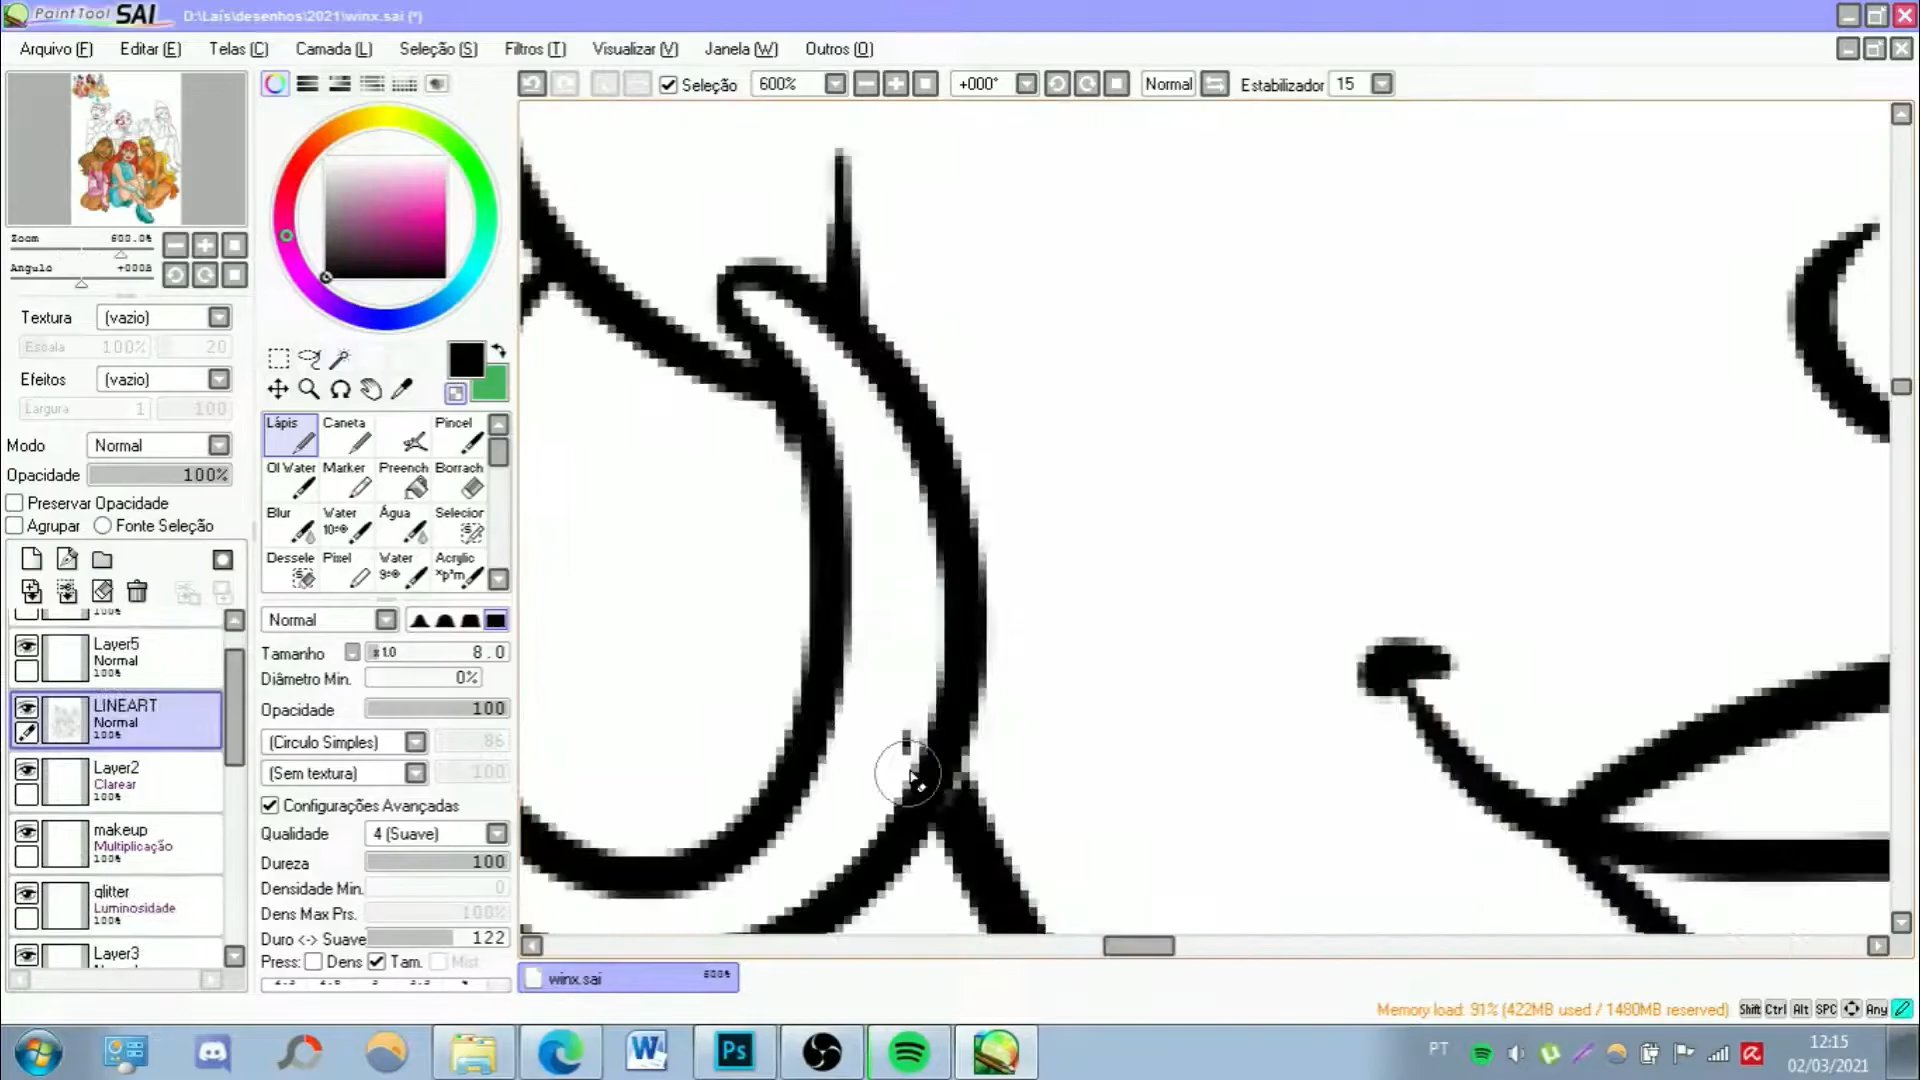 PaintTool SAI D:\Laís\desenhos\2021\winx.sai (*)
Arquivo (F) Editar (E) Telas (C) Camada (L) Seleção (S) Filtros (T) Visualizar (V) Janela (W) Outros (O)
Seleção 600% +000° Normal Estabilizador 15
Zoom 600.0%
Angulo +000Я
Textura (vazio)
Escala 100% 20
Efeitos (vazio)
Largura 1 100
Modo Normal
Opacidade 100%
Preservar Opacidade
Agrupar Fonte Seleção
100%
Layer5
Normal
100%
LINEART
Normal
100%
Layer2
Clarear
100%
makeup
Multiplicação
100%
glitter
Luminosidade
100%
Layer3
Lápis Caneta Pincel
Ol Water Marker Preench Borrach
Blur Water Água Selecior
Dessele Pixel Water Acrylic
Normal
Tamanho x1.0 8.0
Diâmetro Min. 0%
Opacidade 100
(Circulo Simples) 86
(Sem textura) 100
Configurações Avançadas
Qualidade 4 (Suave)
Dureza 100
Densidade Min. 0
Dens Max Prs. 100%
Duro <-> Suave 122
Press: Dens Tam. Mist
winx.sai 600%
Memory load: 91% (422MB used / 1480MB reserved) Shift Ctrl Alt SPC Any
W Ps PT
12:15
02/03/2021